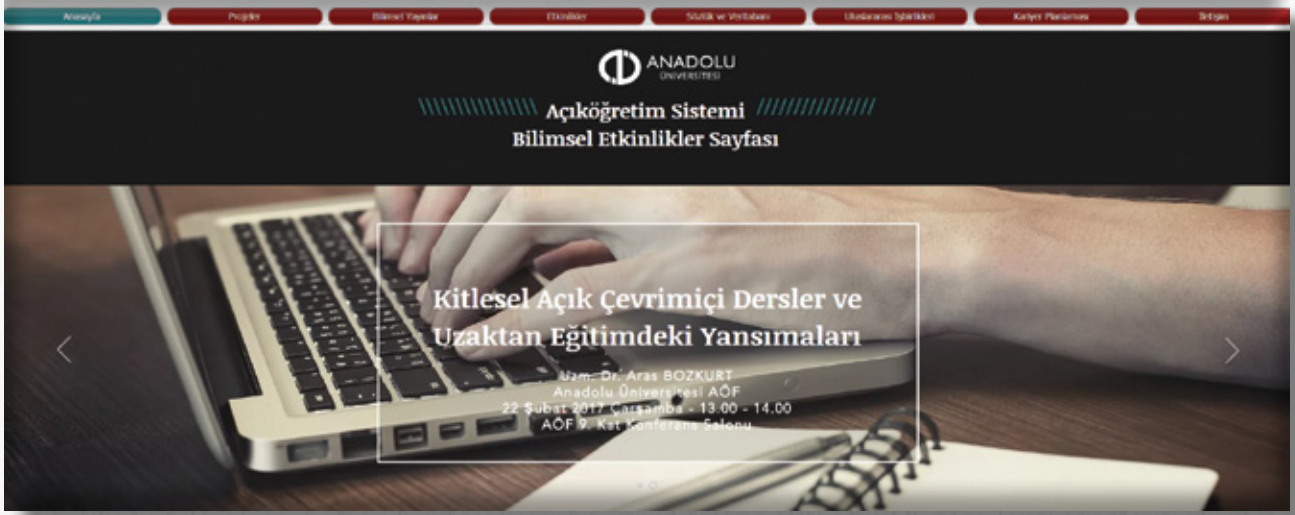 Anasayfa
Projeler
Bilimsel Yayınlar
Etkinlikler
Sözlük ve Veritabanı
Uluslararası İşbirlikleri
Kariyer Planlaması
İletişim
ANADOLU
ÜNİVERSİTESİ
Açıköğretim Sistemi
Bilimsel Etkinlikler Sayfası
Kitlesel Açık Çevrimiçi Dersler ve
Uzaktan Eğitimdeki Yansımaları
Uzm. Dr. Aras BOZKURT
Anadolu Üniversitesi AÖF
22 Şubat 2017 Çarşamba - 13.00 - 14.00
AÖF 9. Kat Konferans Salonu